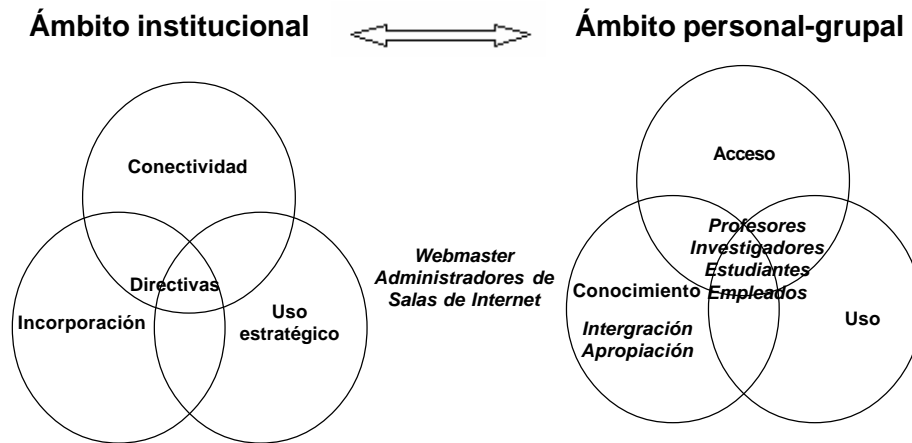 Ámbito institucional
Ámbito personal-grupal
Conectividad
Directivas
Incorporación
Uso
estratégico
Webmaster
Administradores de
Salas de Internet
Acceso
Profesores
Investigadores
Estudiantes
Empleados
Conocimiento
Intergración
Apropiación
Uso